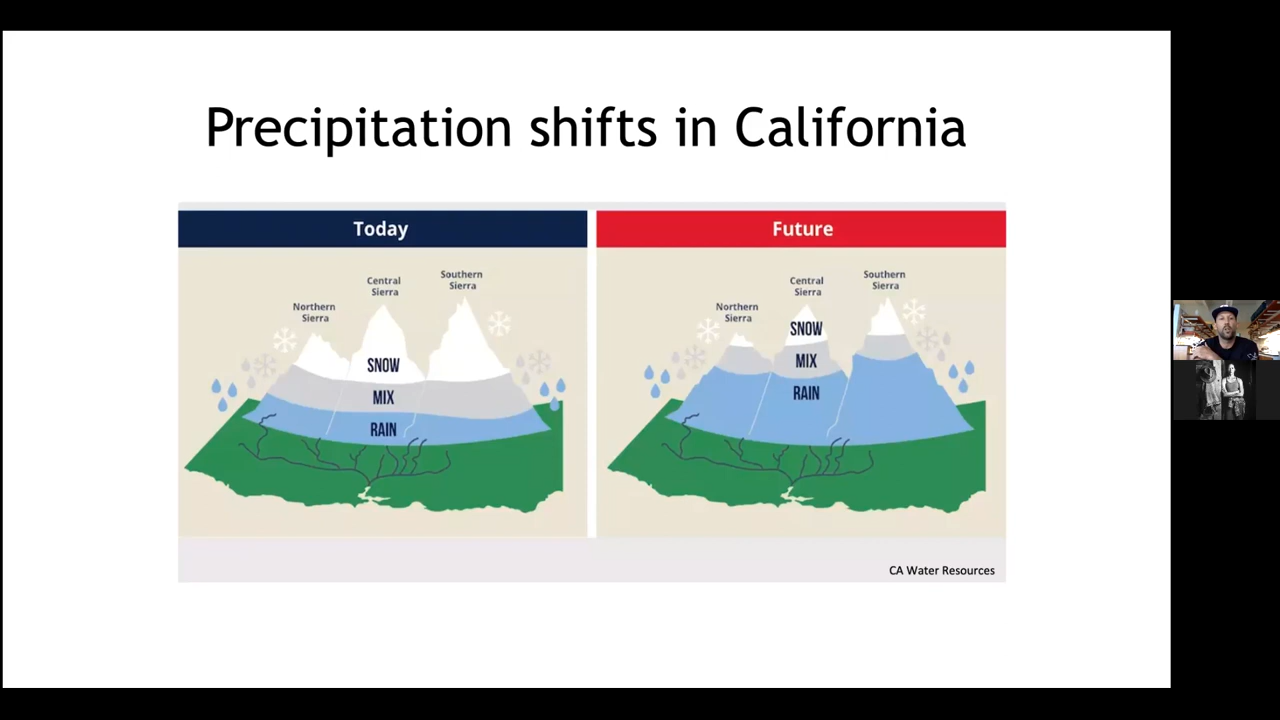 Precipitation shifts in California
Today
Northern
Sierra
Central
Sierra
Southern
Sierra
SNOW
MIX
RAIN
Future
Northern
Sierra
Central
Sierra
Southern
Sierra
SNOW
MIX
RAIN
CA Water Resources